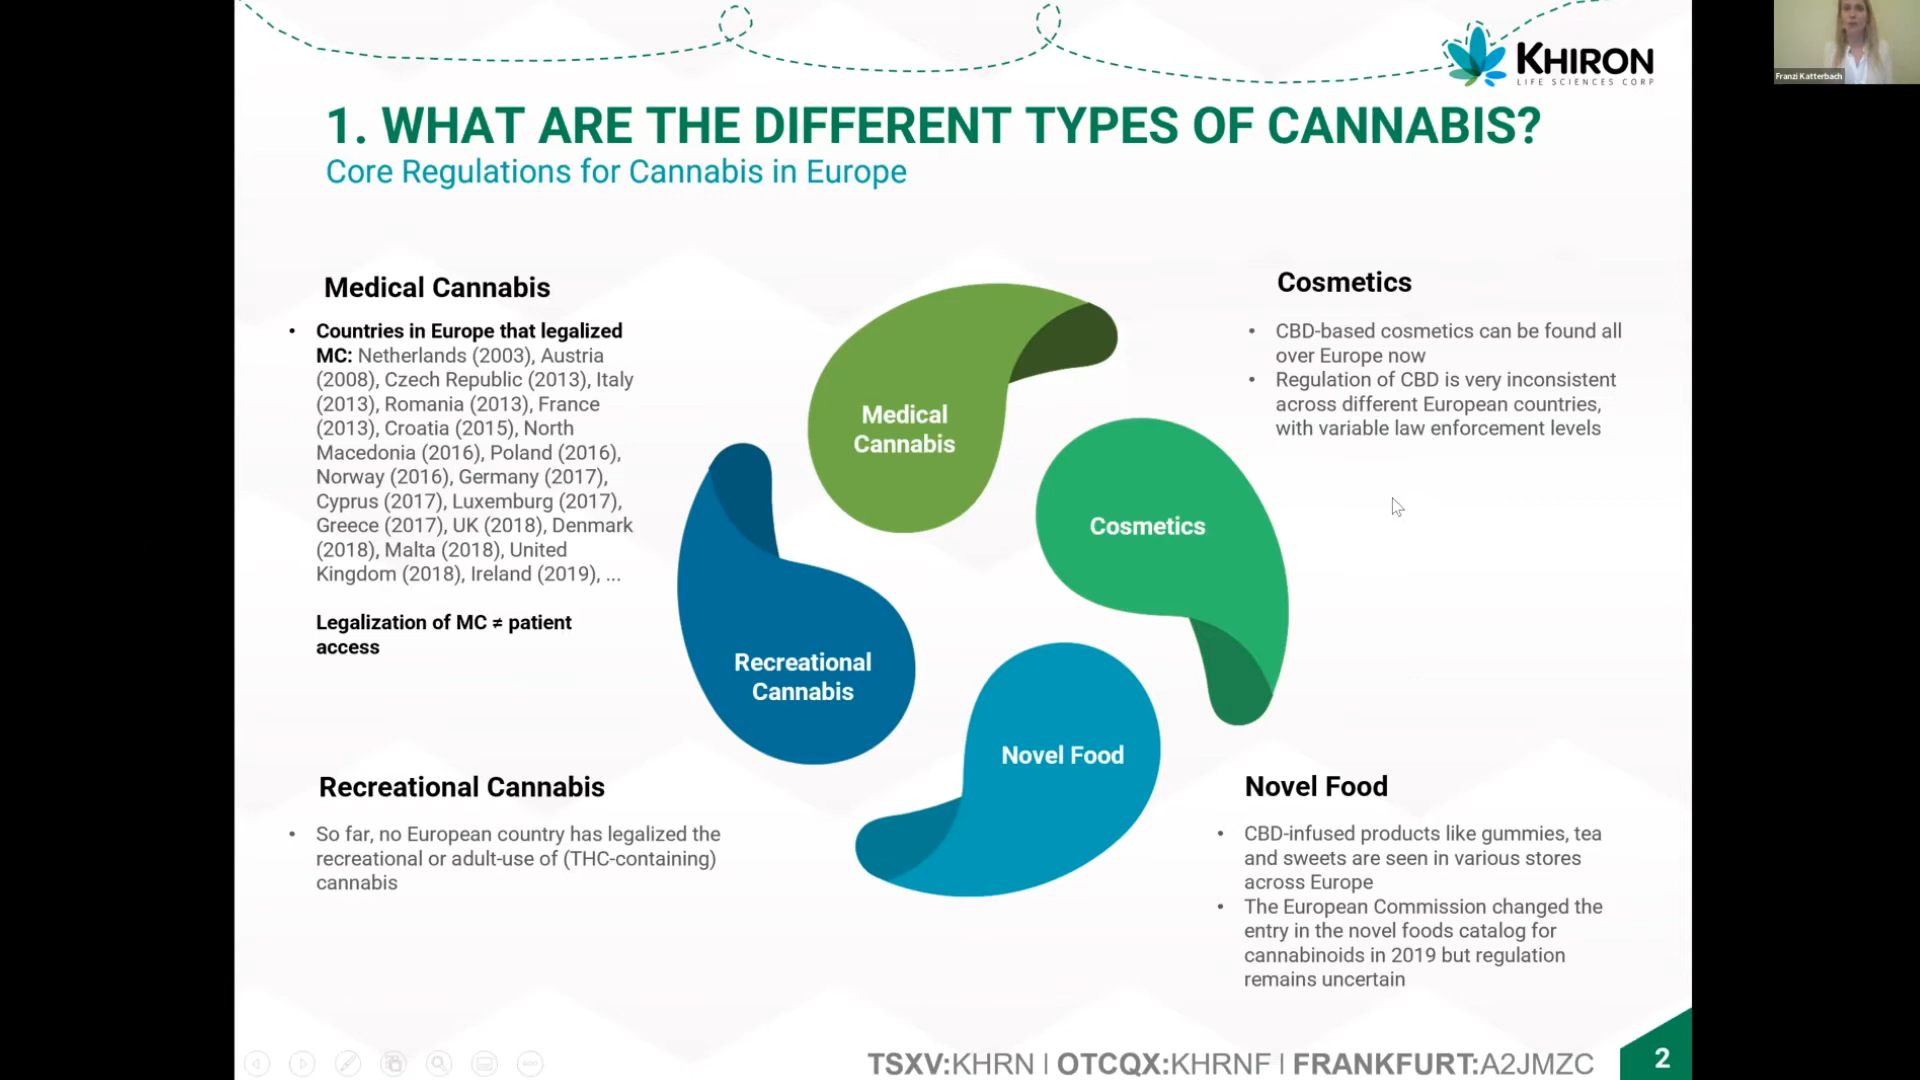 KHIRON
LIFE SCIENCES CORP
Franzi Katterbach
1. WHAT ARE THE DIFFERENT TYPES OF CANNABIS?
Core Regulations for Cannabis in Europe
Medical Cannabis
• Countries in Europe that legalized
MC: Netherlands (2003), Austria
(2008), Czech Republic (2013), Italy
(2013), Romania (2013), France
(2013), Croatia (2015), North
Macedonia (2016), Poland (2016),
Norway (2016), Germany (2017),
Cyprus (2017), Luxemburg (2017),
Greece (2017), UK (2018), Denmark
(2018), Malta (2018), United
Kingdom (2018), Ireland (2019), ...
Legalization of MC ≠ patient
access
Medical
Cannabis
Cosmetics
Recreational
Cannabis
Novel Food
Cosmetics
• CBD-based cosmetics can be found all
over Europe now
• Regulation of CBD is very inconsistent
across different European countries,
with variable law enforcement levels
Recreational Cannabis
• So far, no European country has legalized the
recreational or adult-use of (THC-containing)
cannabis
Novel Food
• CBD-infused products like gummies, tea
and sweets are seen in various stores
across Europe
• The European Commission changed the
entry in the novel foods catalog for
cannabinoids in 2019 but regulation
remains uncertain
TSXV:KHRN | OTCQX:KHRNF | FRANKFURT:A2JMZC
2